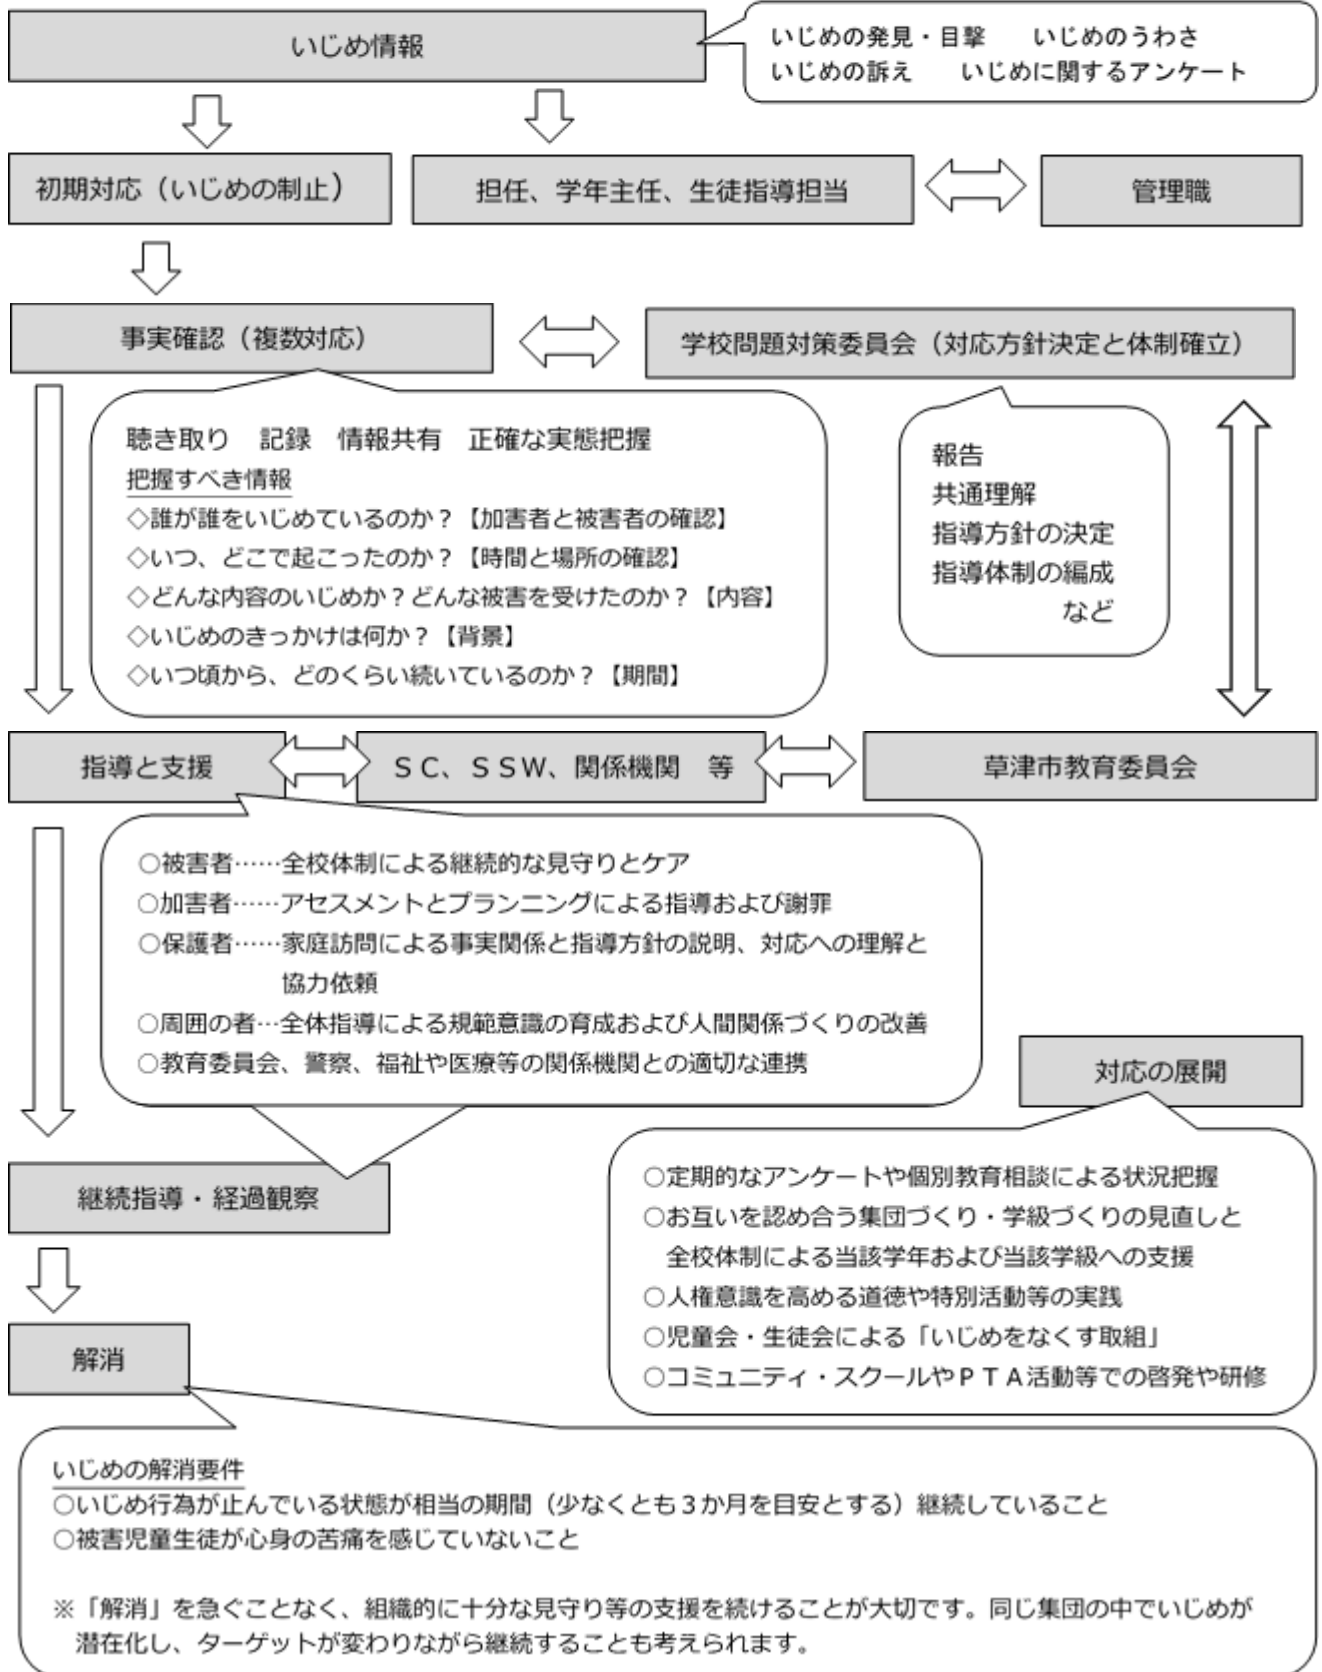 いじめ情報
いじめの発見・目撃　　いじめのうわさ
いじめの訴え　　いじめに関するアンケート
初期対応（いじめの制止）
担任、学年主任、生徒指導担当
管理職
事実確認（複数対応）
学校問題対策委員会（対応方針決定と体制確立）
聴き取り　記録　情報共有　正確な実態把握
把握すべき情報
◇誰が誰をいじめているのか？【加害者と被害者の確認】
◇いつ、どこで起こったのか？【時間と場所の確認】
◇どんな内容のいじめか？どんな被害を受けたのか？【内容】
◇いじめのきっかけは何か？【背景】
◇いつ頃から、どのくらい続いているのか？【期間】
報告
共通理解
指導方針の決定
指導体制の編成
など
指導と支援
ＳＣ、ＳＳＷ、関係機関　等
草津市教育委員会
○被害者……全校体制による継続的な見守りとケア
○加害者……アセスメントとプランニングによる指導および謝罪
○保護者……家庭訪問による事実関係と指導方針の説明、対応への理解と
協力依頼
○周囲の者…全体指導による規範意識の育成および人間関係づくりの改善
○教育委員会、警察、福祉や医療等の関係機関との適切な連携
対応の展開
○定期的なアンケートや個別教育相談による状況把握
○お互いを認め合う集団づくり・学級づくりの見直しと
全校体制による当該学年および当該学級への支援
○人権意識を高める道徳や特別活動等の実践
○児童会・生徒会による「いじめをなくす取組」
○コミュニティ・スクールやＰＴＡ活動等での啓発や研修
継続指導・経過観察
解消
いじめの解消要件
○いじめ行為が止んでいる状態が相当の期間（少なくとも３か月を目安とする）継続していること
○被害児童生徒が心身の苦痛を感じていないこと
※「解消」を急ぐことなく、組織的に十分な見守り等の支援を続けることが大切です。同じ集団の中でいじめが
潜在化し、ターゲットが変わりながら継続することも考えられます。